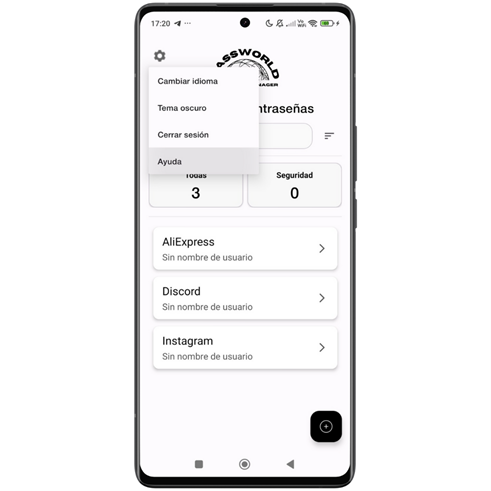 17:20
ASSWORLD
NAGER
Cambiar idioma
Tema oscuro
Cerrar sesión
Ayuda
ntraseñas
Todas
3
Seguridad
0
AliExpress
Sin nombre de usuario
Discord
Sin nombre de usuario
Instagram
Sin nombre de usuario